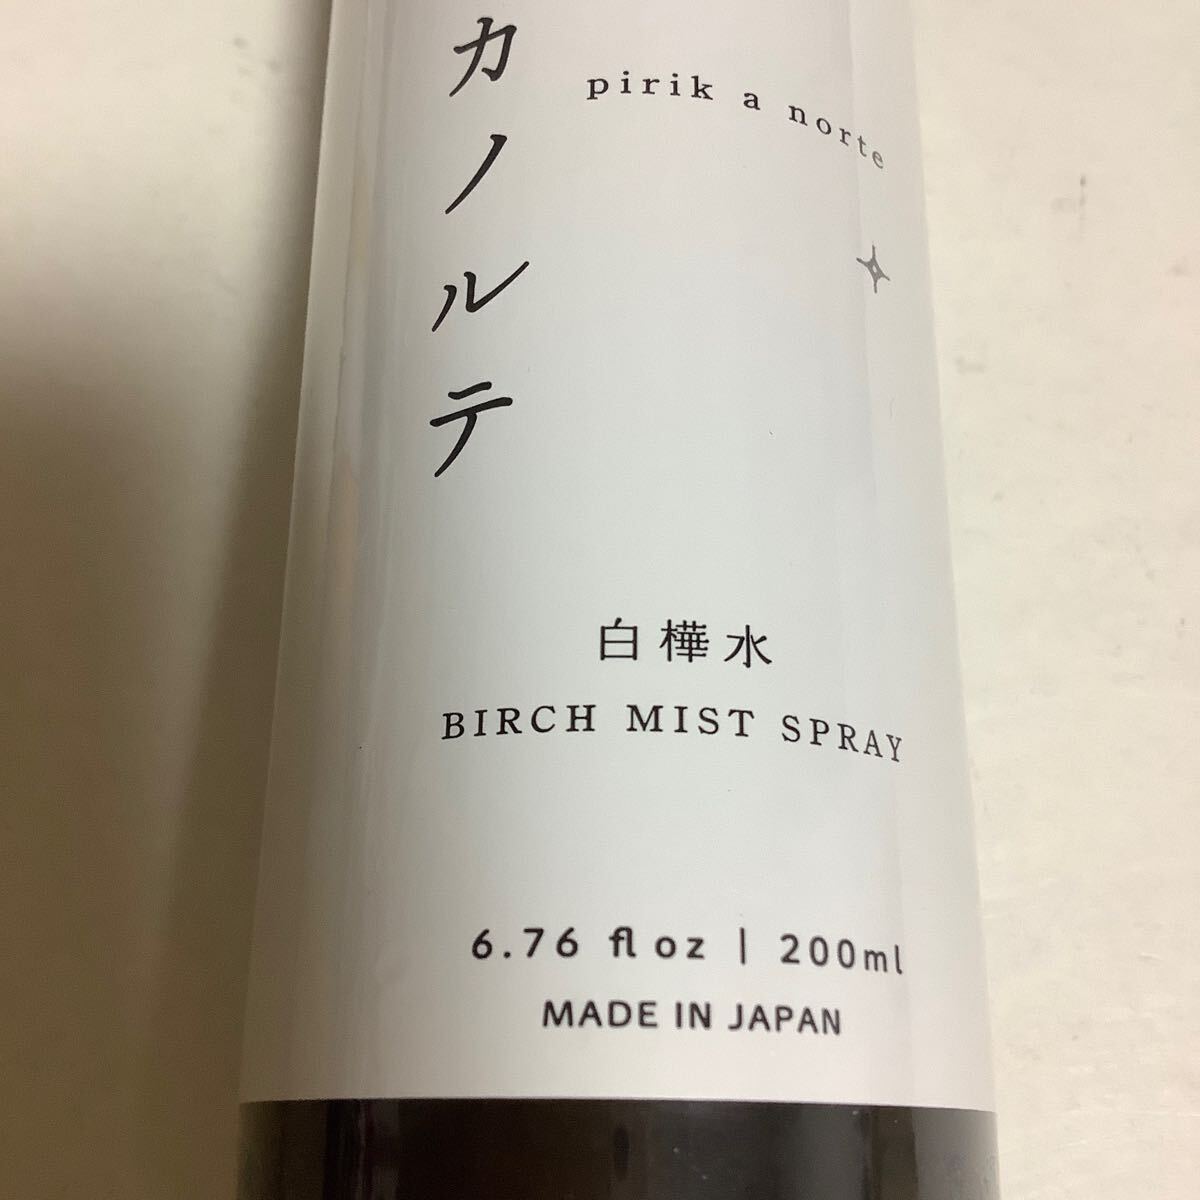 カノルテ
pirik a norte
白樺水
BIRCH MIST SPRAY
6.76 fl oz | 200ml
MADE IN JAPAN